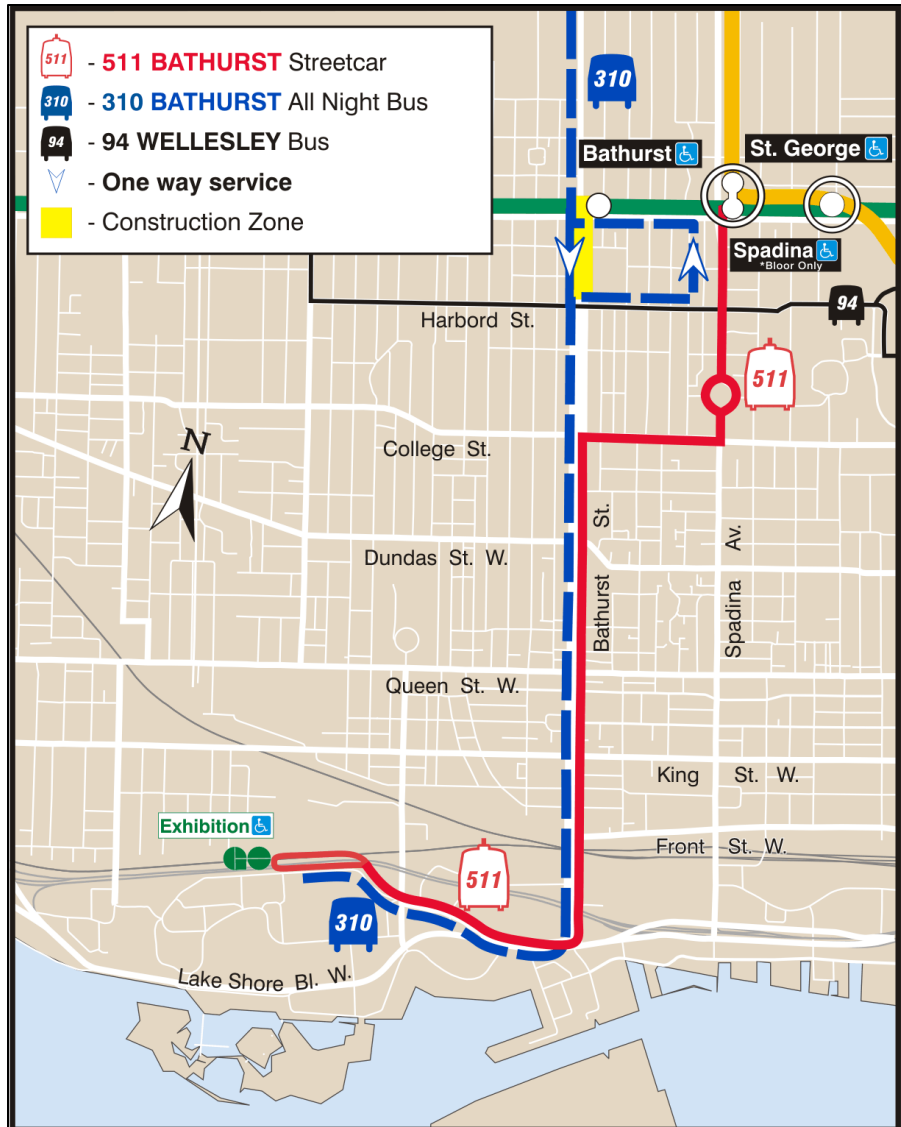 511 - 511 BATHURST Streetcar
310 - 310 BATHURST All Night Bus
94 - 94 WELLESLEY Bus
- One way service
- Construction Zone
310
Bathurst
St. George
Spadina
*Bloor Only
94
Harbord St.
511
N
College St.
Dundas St. W.
Bathurst St.
Spadina Av.
Queen St. W.
King St. W.
Exhibition
GO
Front St. W.
511
310
Lake Shore Bl. W.